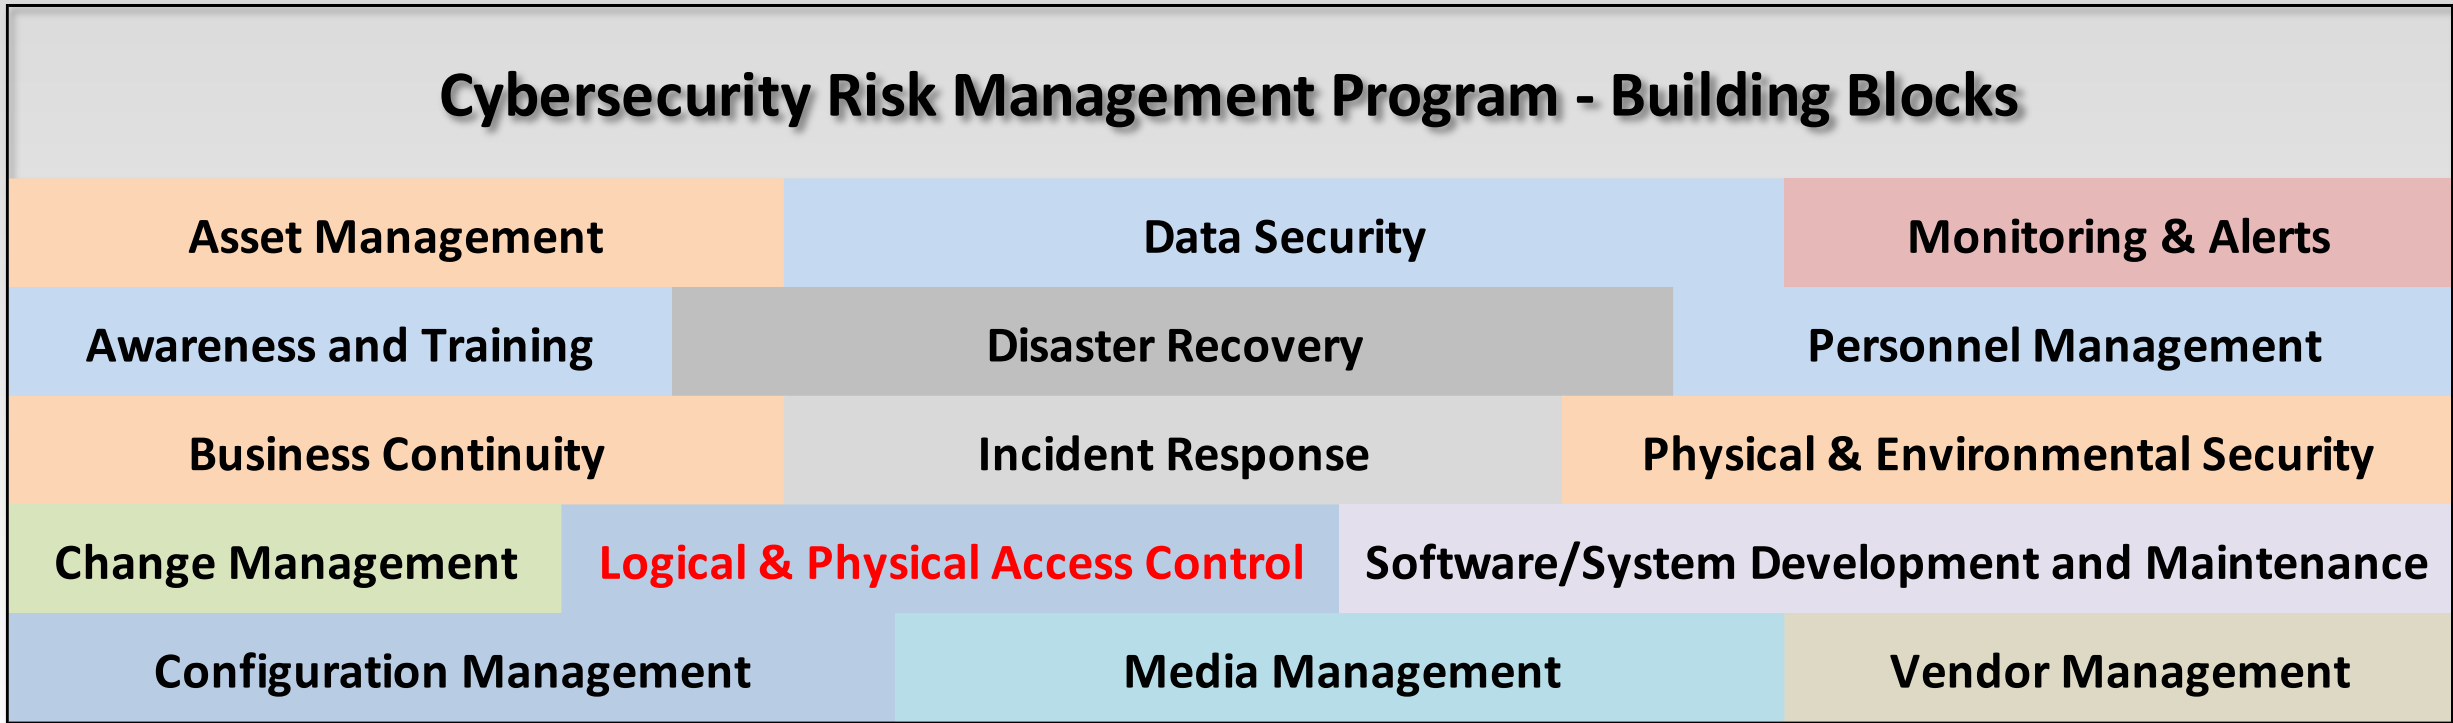 Cybersecurity Risk Management Program - Building Blocks
Asset Management
Data Security
Monitoring & Alerts
Awareness and Training
Disaster Recovery
Personnel Management
Business Continuity
Incident Response
Physical & Environmental Security
Change Management
Logical & Physical Access Control
Software/System Development and Maintenance
Configuration Management
Media Management
Vendor Management